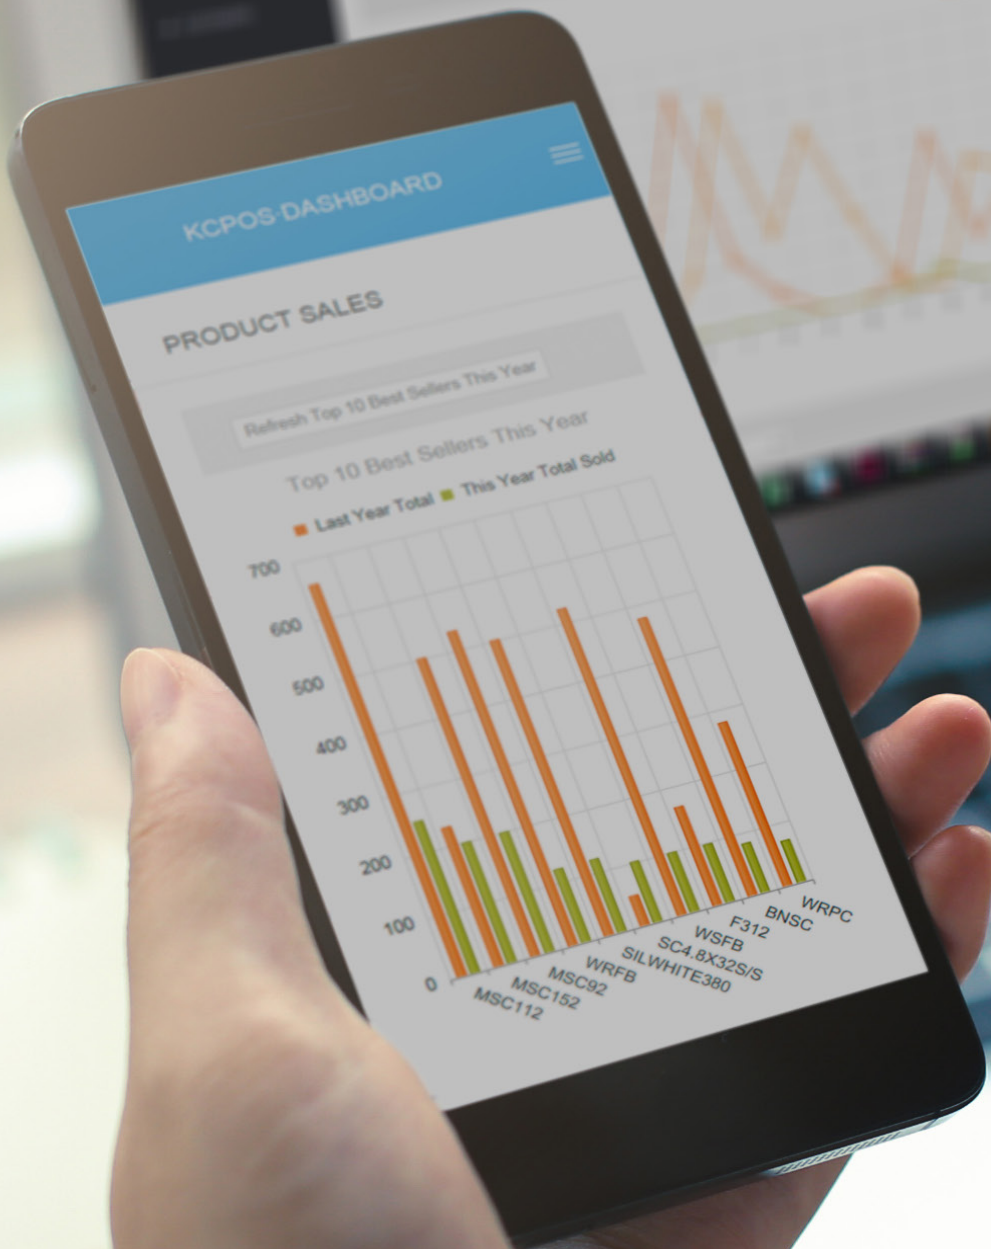 KCPOS DASHBOARD
PRODUCT SALES
Refresh Top 10 Best Sellers This Year
Top 10 Best Sellers This Year
Last Year Total This Year Total Sold
700
600
500
400
300
200
100
0
MSC112
MSC152
MSC92
WRFB
SILWHITE380
SC4.8X32S/S
WSFB
F312
BNSC
WRPC